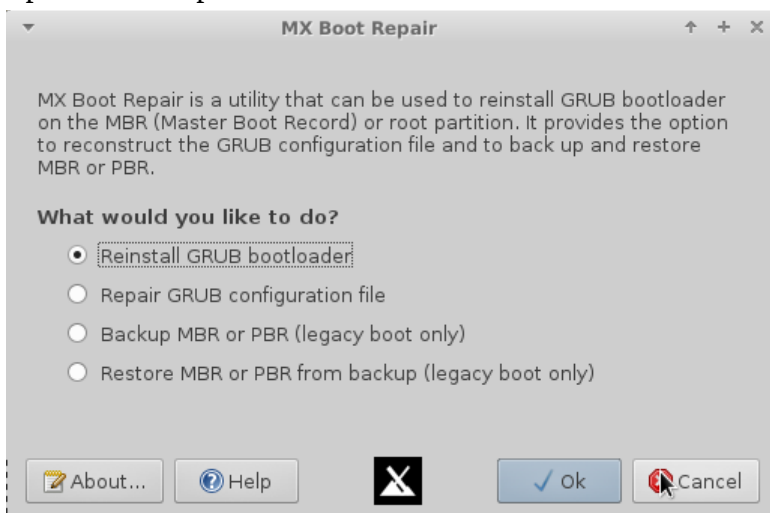 MX Boot Repair
MX Boot Repair is a utility that can be used to reinstall GRUB bootloader
on the MBR (Master Boot Record) or root partition. It provides the option
to reconstruct the GRUB configuration file and to back up and restore
MBR or PBR.
What would you like to do?
Reinstall GRUB bootloader
Repair GRUB configuration file
Backup MBR or PBR (legacy boot only)
Restore MBR or PBR from backup (legacy boot only)
About... Help Ok Cancel